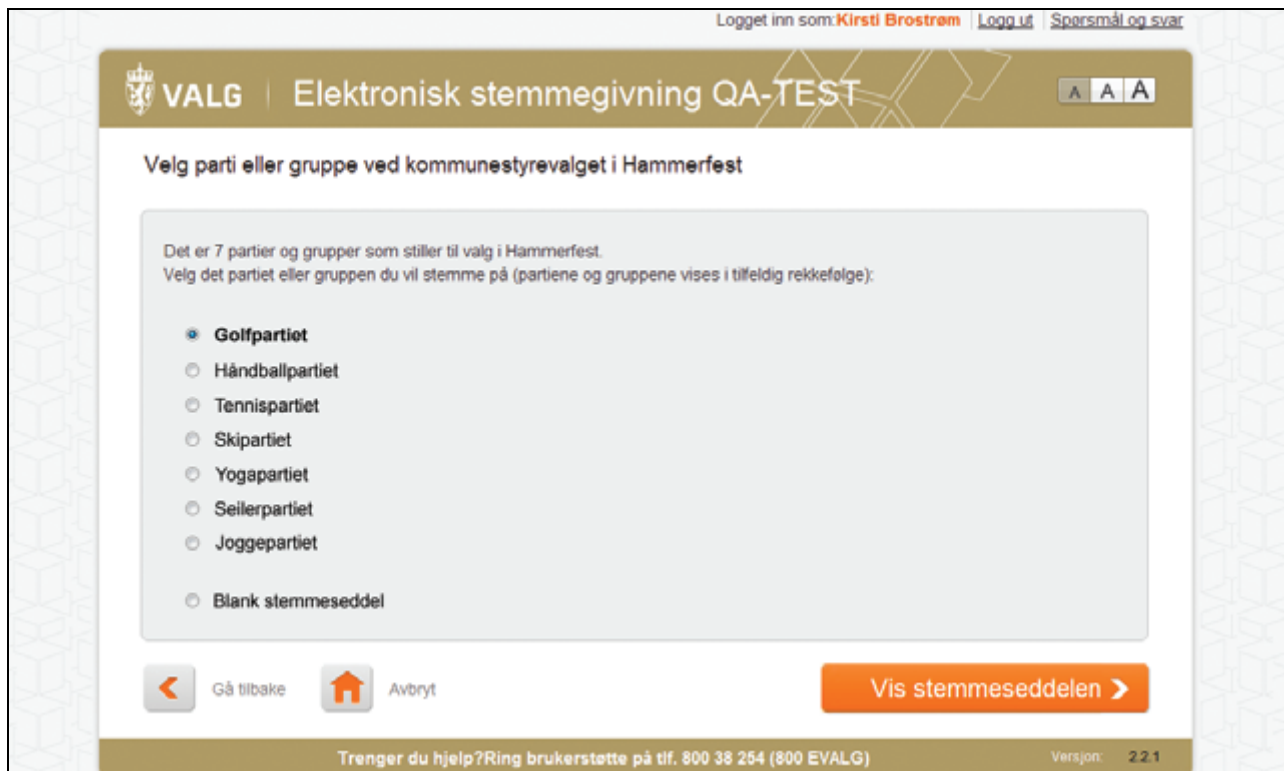 Logget inn som:Kirsti Brostrøm Logg ut Spørsmål og svar
VALG Elektronisk stemmegivning QA-TEST A A A
Velg parti eller gruppe ved kommunestyrevalget i Hammerfest
Det er 7 partier og grupper som stiller til valg i Hammerfest.
Velg det partiet eller gruppen du vil stemme på (partiene og gruppene vises i tilfeldig rekkefølge):
Golfpartiet
Håndballpartiet
Tennispartiet
Skipartiet
Yogapartiet
Seilerpartiet
Joggepartiet
Blank stemmeseddel
Gå tilbake Avbryt Vis stemmeseddelen
Trenger du hjelp?Ring brukerstøtte på tlf. 800 38 254 (800 EVALG) Versjon: 2.2.1